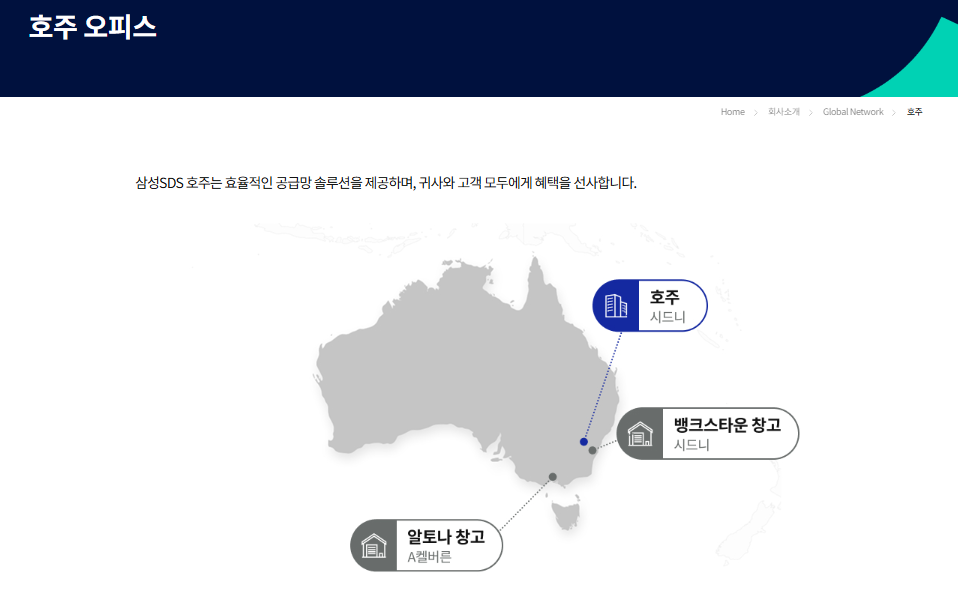 호주 오피스
Home > 회사소개 > Global Network > 호주
삼성SDS 호주는 효율적인 공급망 솔루션을 제공하며, 귀사와 고객 모두에게 혜택을 선사합니다.
호주
시드니
뱅크스타운 창고
시드니
알토나 창고
A켈버른